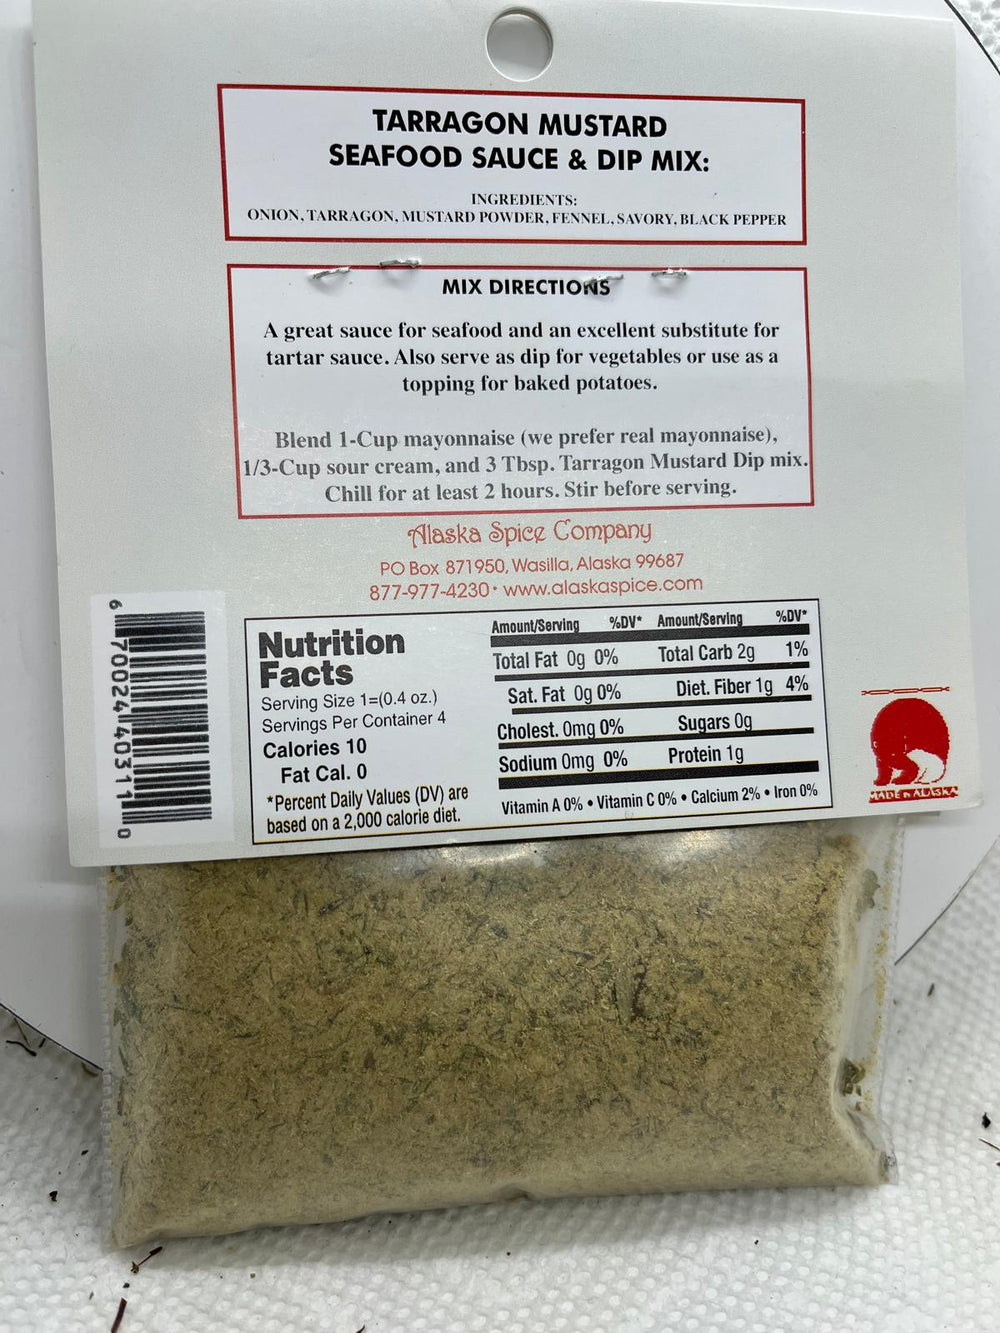 TARRAGON MUSTARD
SEAFOOD SAUCE & DIP MIX:
INGREDIENTS:
ONION, TARRAGON, MUSTARD POWDER, FENNEL, SAVORY, BLACK PEPPER
MIX DIRECTIONS
A great sauce for seafood and an excellent substitute for
tartar sauce. Also serve as dip for vegetables or use as a
topping for baked potatoes.
Blend 1-Cup mayonnaise (we prefer real mayonnaise),
1/3-Cup sour cream, and 3 Tbsp. Tarragon Mustard Dip mix.
Chill for at least 2 hours. Stir before serving.
Alaska Spice Company
PO Box 871950, Wasilla, Alaska 99687
877-977-4230 • www.alaskaspice.com
6 70024 40311 0
Nutrition
Facts
Serving Size 1=(0.4 oz.)
Servings Per Container 4
Calories 10
Fat Cal. 0
*Percent Daily Values (DV) are
based on a 2,000 calorie diet.
Amount/Serving %DV* Amount/Serving %DV*
Total Fat 0g 0% Total Carb 2g 1%
Sat. Fat 0g 0% Diet. Fiber 1g 4%
Cholest. 0mg 0% Sugars 0g
Sodium 0mg 0% Protein 1g
Vitamin A 0% • Vitamin C 0% • Calcium 2% • Iron 0%
MADE in ALASKA